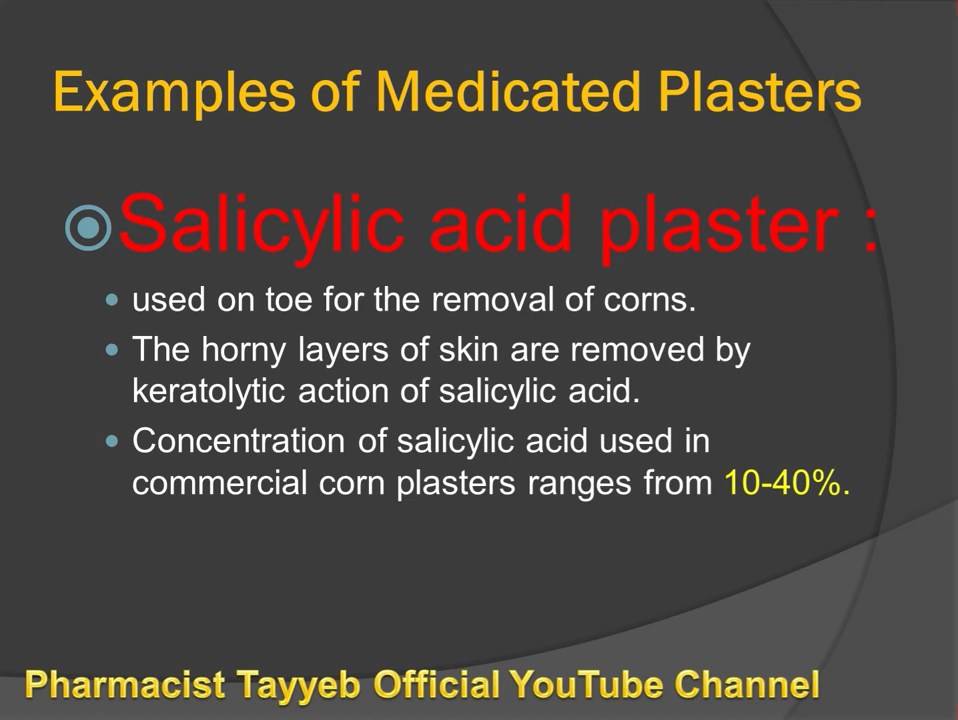 Examples of Medicated Plasters
Salicylic acid plaster :
used on toe for the removal of corns.
The horny layers of skin are removed by
keratolytic action of salicylic acid.
Concentration of salicylic acid used in
commercial corn plasters ranges from 10-40%.
Pharmacist Tayyeb Official YouTube Channel